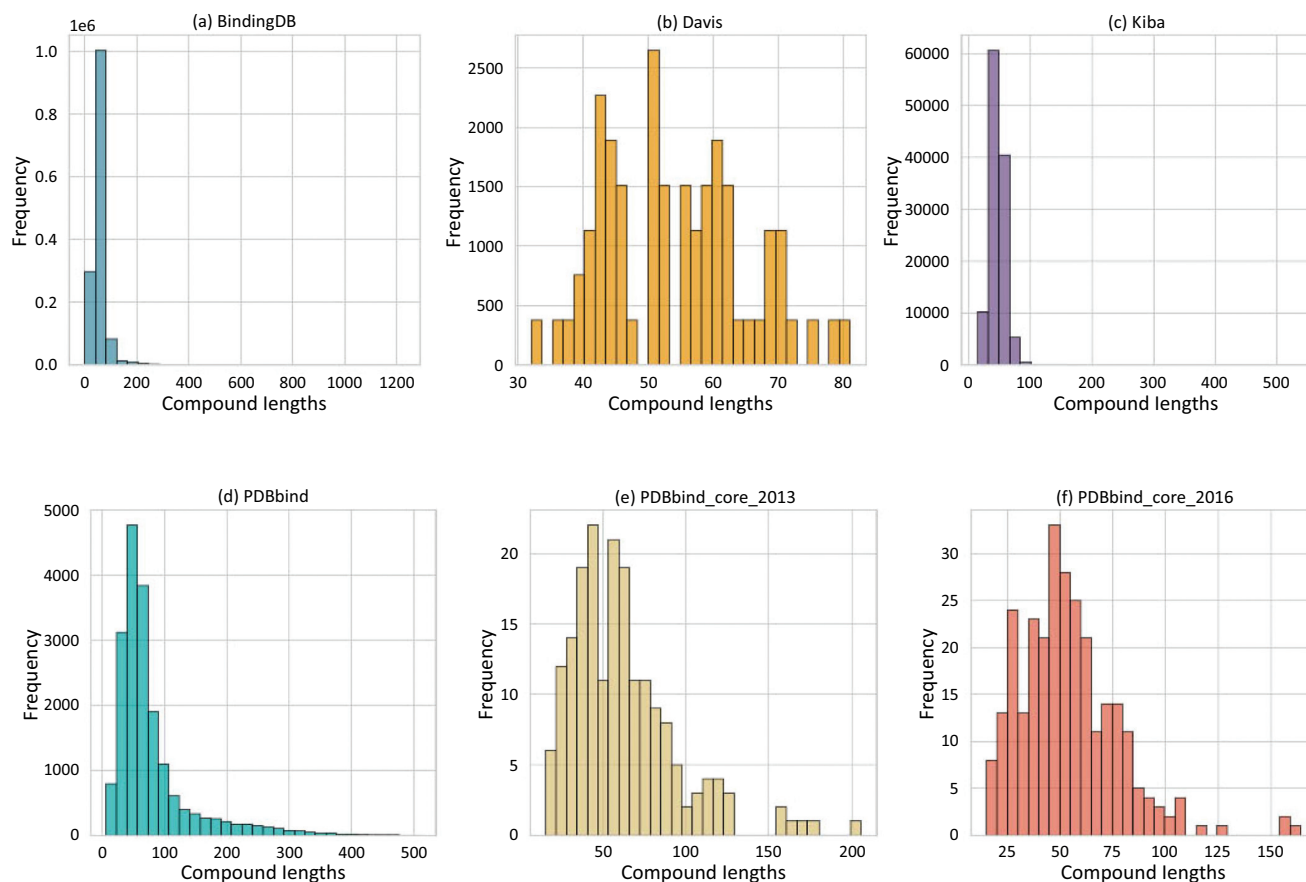 (a) BindingDB
1e6
1.0
0.8
0.6
0.4
0.2
0.0
Frequency
0 200 400 600 800 1000 1200
Compound lengths
(b) Davis
2500
2000
1500
1000
500
0
Frequency
30 40 50 60 70 80
Compound lengths
(c) Kiba
60000
50000
40000
30000
20000
10000
0
Frequency
0 100 200 300 400 500
Compound lengths
(d) PDBbind
5000
4000
3000
2000
1000
0
Frequency
0 100 200 300 400 500
Compound lengths
(e) PDBbind_core_2013
20
15
10
5
0
Frequency
50 100 150 200
Compound lengths
(f) PDBbind_core_2016
30
25
20
15
10
5
0
Frequency
25 50 75 100 125 150
Compound lengths